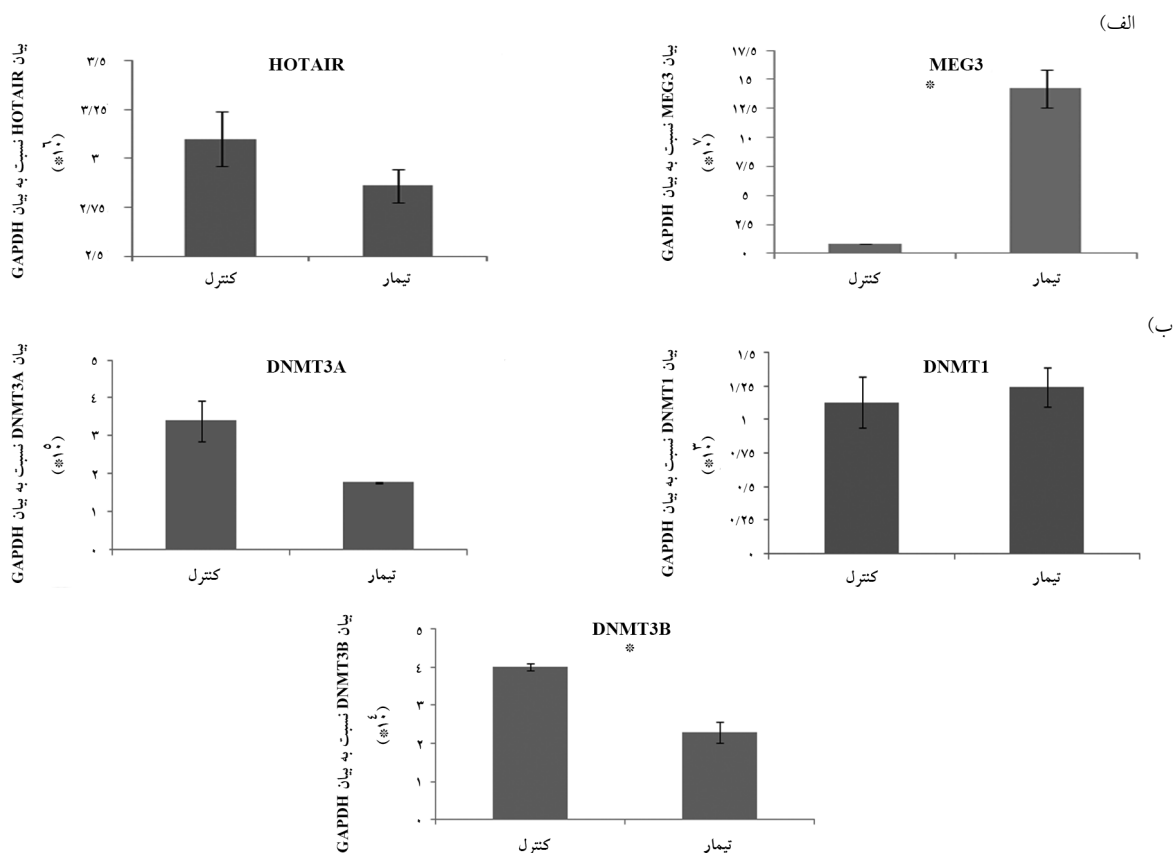 الف)
MEG3
*
بیان MEG3 نسبت به بیان GAPDH
(*۱۰^۷)
۱۷/۵
۱۵
۱۲/۵
۱۰
۷/۵
۵
۲/۵
۰
کنترل
تیمار
HOTAIR
بیان HOTAIR نسبت به بیان GAPDH
(*۱۰^۶)
۳/۵
۳/۲۵
۳
۲/۷۵
۲/۵
کنترل
تیمار
ب)
DNMT1
بیان DNMT1 نسبت به بیان GAPDH
(*۱۰^۳)
۱/۵
۱/۲۵
۱
۰/۷۵
۰/۵
۰/۲۵
۰
کنترل
تیمار
DNMT3A
بیان DNMT3A نسبت به بیان GAPDH
(*۱۰^۵)
۵
۴
۳
۲
۱
۰
کنترل
تیمار
DNMT3B
*
بیان DNMT3B نسبت به بیان GAPDH
(*۱۰^۴)
۵
۴
۳
۲
۱
۰
کنترل
تیمار